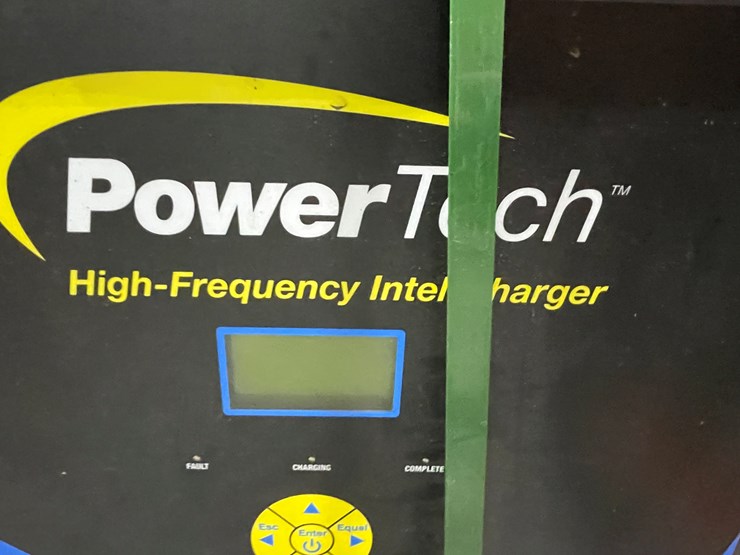 PowerT ch™
High-Frequency Intel harger
FAULT CHARGING COMPLETE
Esc Enter Equal